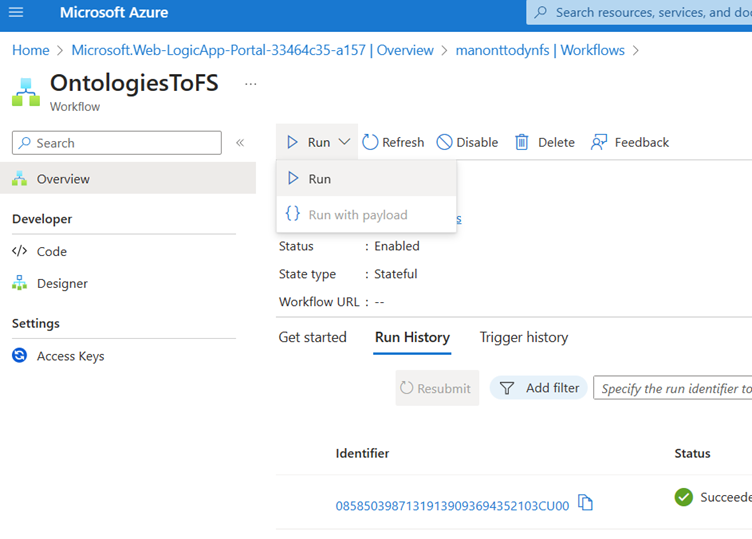 Microsoft Azure
Search resources, services, and doc
Home > Microsoft.Web-LogicApp-Portal-33464c35-a157 | Overview > manonttodynfs | Workflows >
OntologiesToFS ...
Workflow
Search «
Run Refresh Disable Delete Feedback
Overview
Run
{} Run with payload
s
Developer
Status : Enabled
Code
State type : Stateful
Designer
Workflow URL : --
Settings
Get started Run History Trigger history
Access Keys
Resubmit Add filter Specify the run identifier to
Identifier Status
08585039871319139093694352103CU00 Succeede